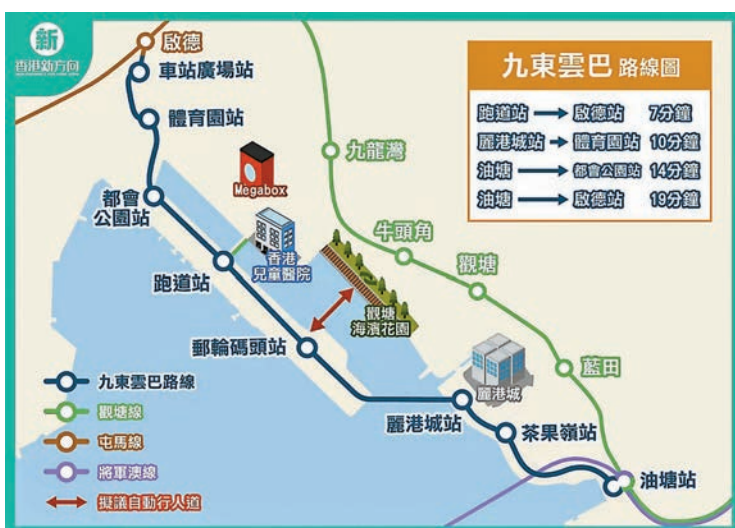 新
香港新方向
啟德
車站廣場站
體育園站
都會
公園站
跑道站
郵輪碼頭站
麗港城站
茶果嶺站
油塘站
九龍灣
牛頭角
觀塘
藍田
Megabox
香港
兒童醫院
觀塘
海濱花園
麗港城
九東雲巴 路線圖
跑道站 → 啟德站 7分鐘
麗港城站 → 體育園站 10分鐘
油塘 → 都會公園站 14分鐘
油塘 → 啟德站 19分鐘
九東雲巴路線
觀塘線
屯馬線
將軍澳線
擬議自動行人道